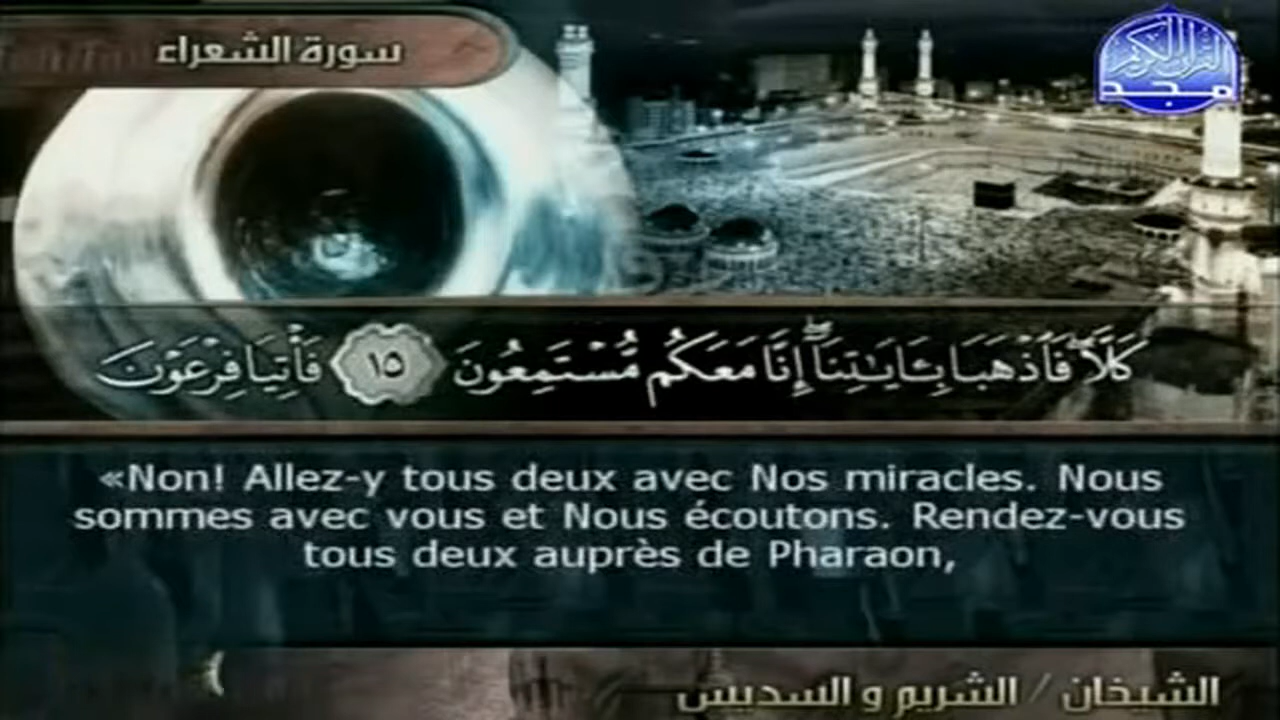 سورة الشعراء
القرآن الكريم
مجد
كَلَّا ۖ فَٱذْهَبَا بِـَٔايَـٰتِنَآ ۖ إِنَّا مَعَكُم مُّسْتَمِعُونَ ١٥ فَأْتِيَا فِرْعَوْنَ
«Non! Allez-y tous deux avec Nos miracles. Nous
sommes avec vous et Nous écoutons. Rendez-vous
tous deux auprès de Pharaon,
الشيخان / الشريم و السديس